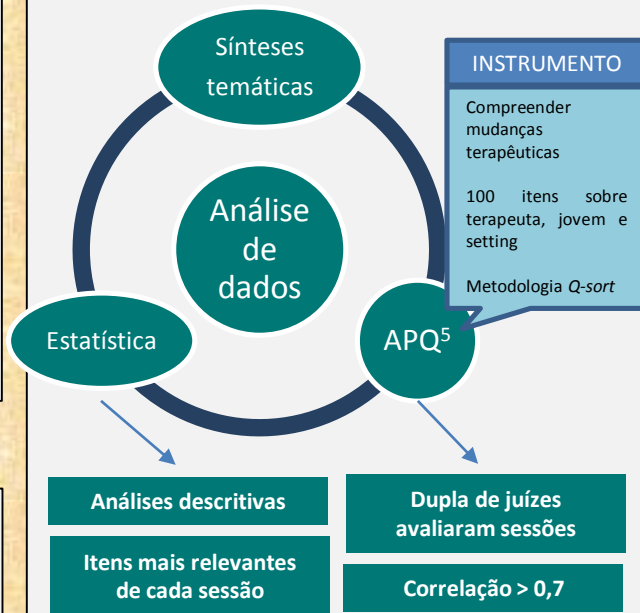 Sínteses
temáticas
INSTRUMENTO
Compreender
mudanças
terapêuticas
100 itens sobre
terapeuta, jovem e
setting
Metodologia Q-sort
Análise
de
dados
Estatística
APQ⁵
Análises descritivas
Itens mais relevantes
de cada sessão
Dupla de juízes
avaliaram sessões
Correlação > 0,7